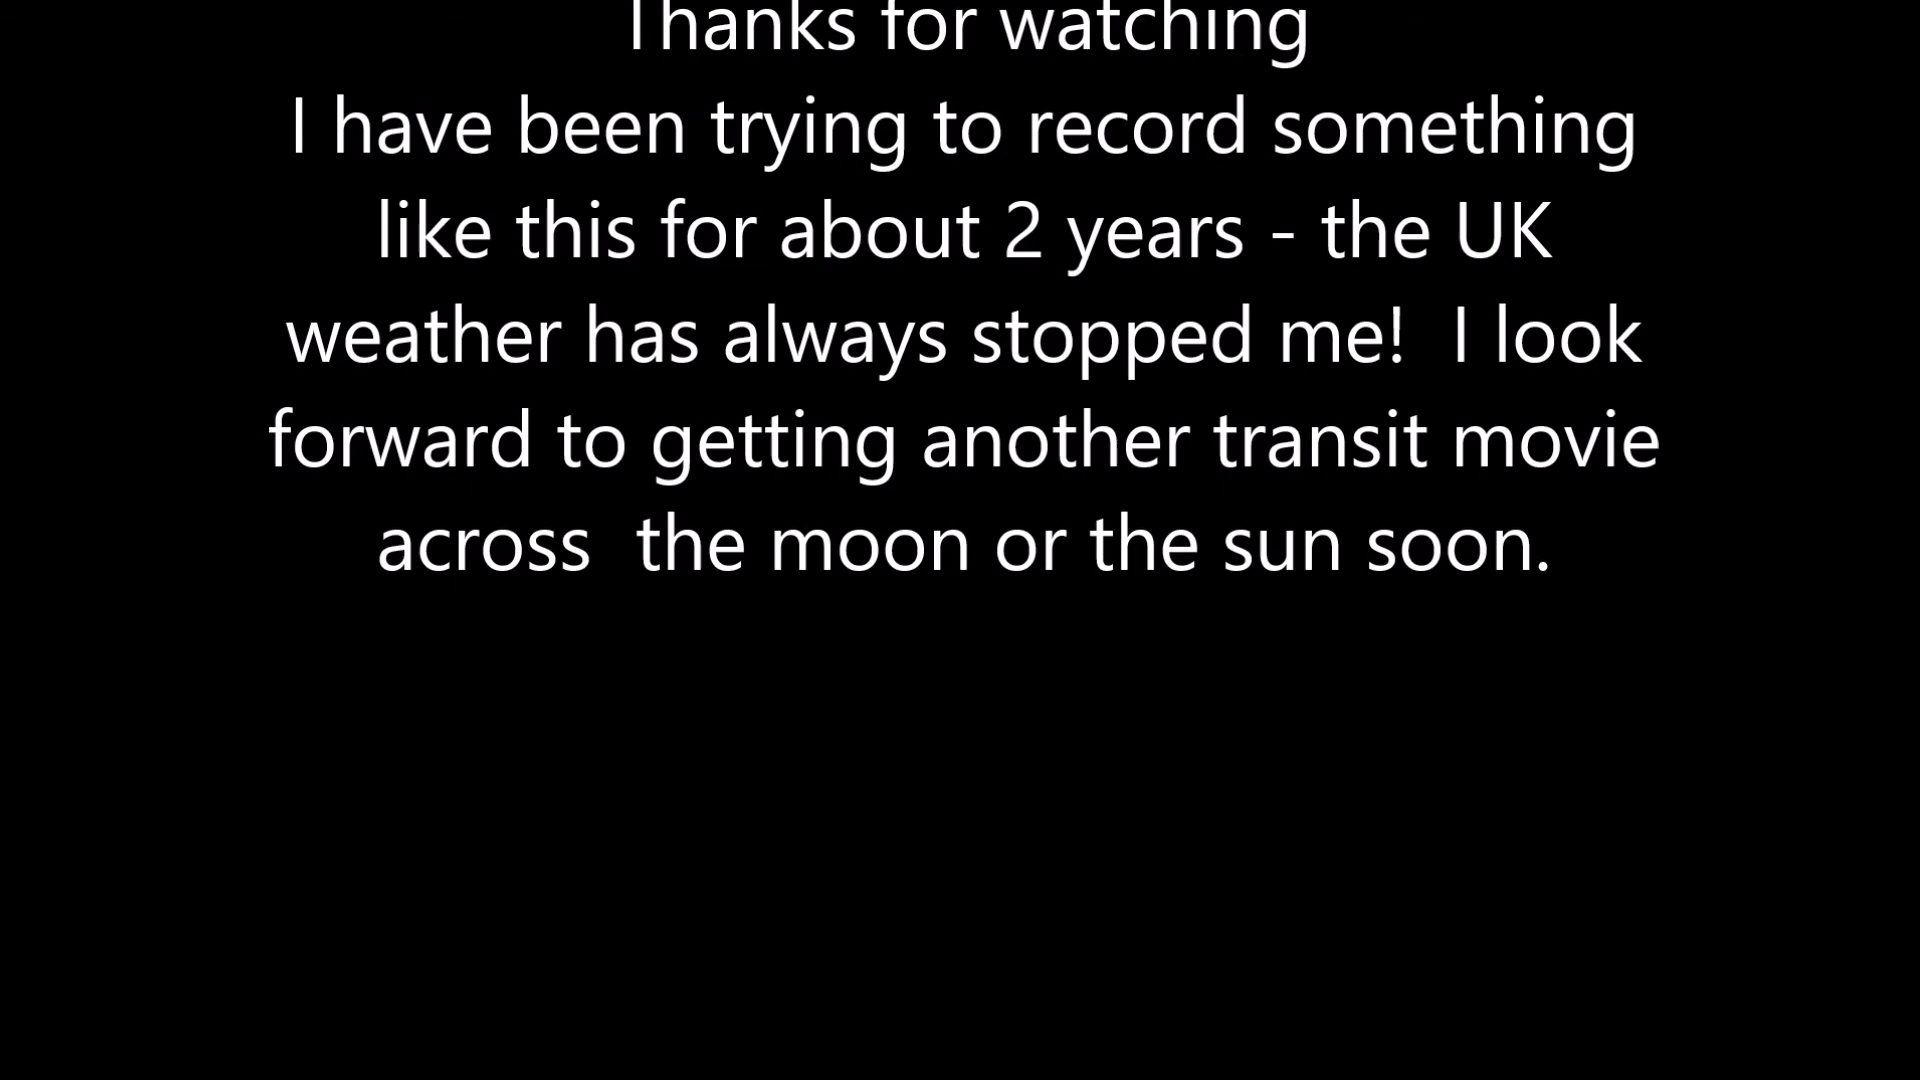 Thanks for watching
I have been trying to record something
like this for about 2 years - the UK
weather has always stopped me!  I look
forward to getting another transit movie
across  the moon or the sun soon.